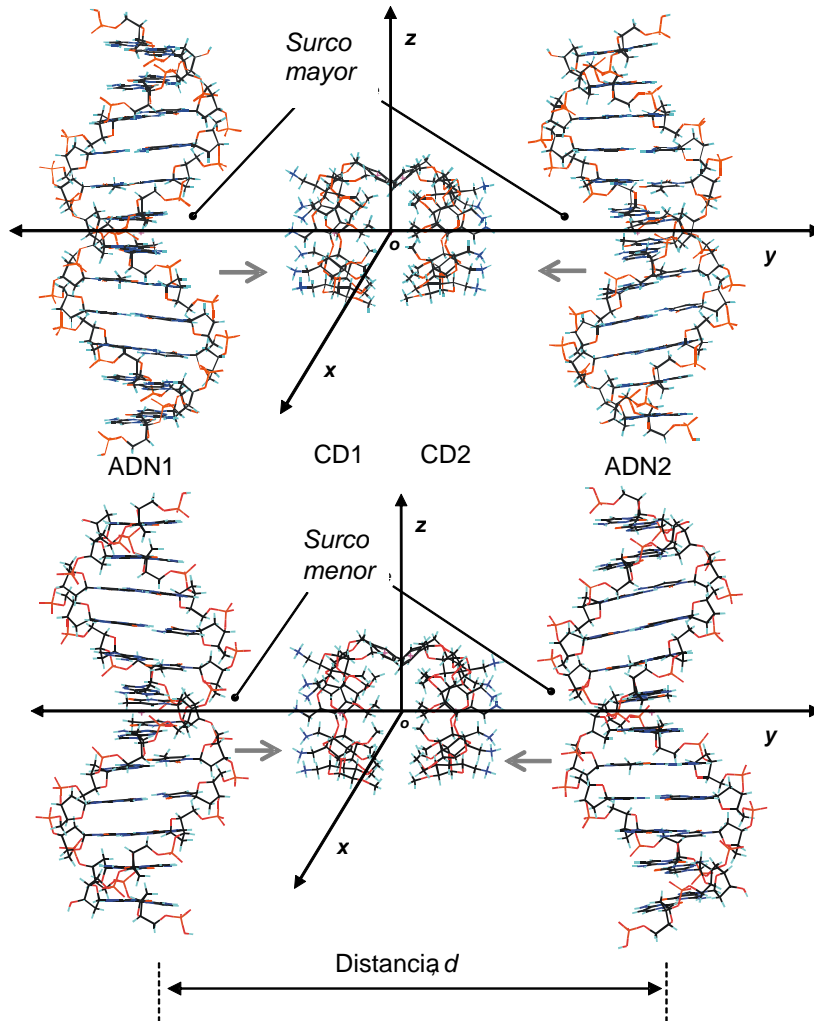 Surco
mayor
z
o
y
x
ADN1 CD1 CD2 ADN2
z
Surco
menor
o
y
x
Distancia, d